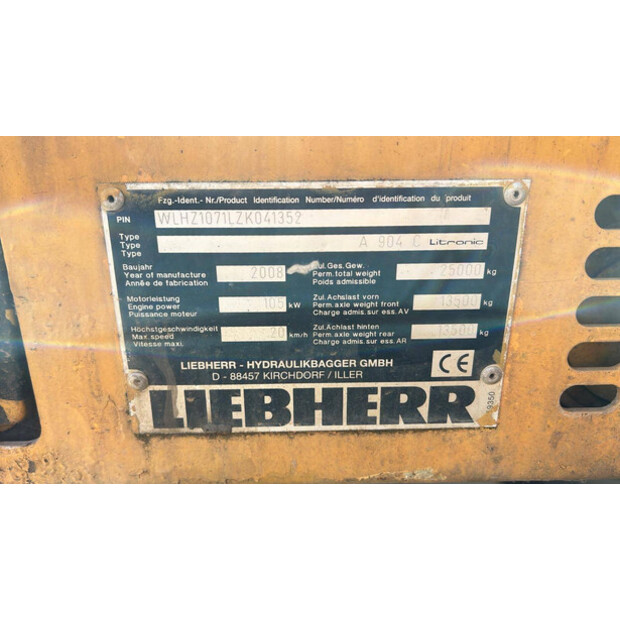 Fzg.-Ident.- Nr./Product Identification Number/Numéro d'identification du produit
PIN WLHZ1071LZK041352
Type
Type A 904 C Litronic
Type
Baujahr
Year of manufacture 2008
Année de fabrication
Zul.Ges.Gew.
Perm.total weight 25000 kg
Poids admissible
Motorleistung
Engine power 105 kW
Puissance moteur
Zul.Achslast vorn
Perm.axle weight front 13500 kg
Charge admis.sur ess.AV
Höchstgeschwindigkeit
Max.speed 20 km/h
Vitesse maxi.
Zul.Achlast hinten
Perm.axle weight rear 13500 kg
Charge admis.sur ess.AR
LIEBHERR - HYDRAULIKBAGGER GMBH
D - 88457 KIRCHDORF / ILLER
CE
LIEBHERR